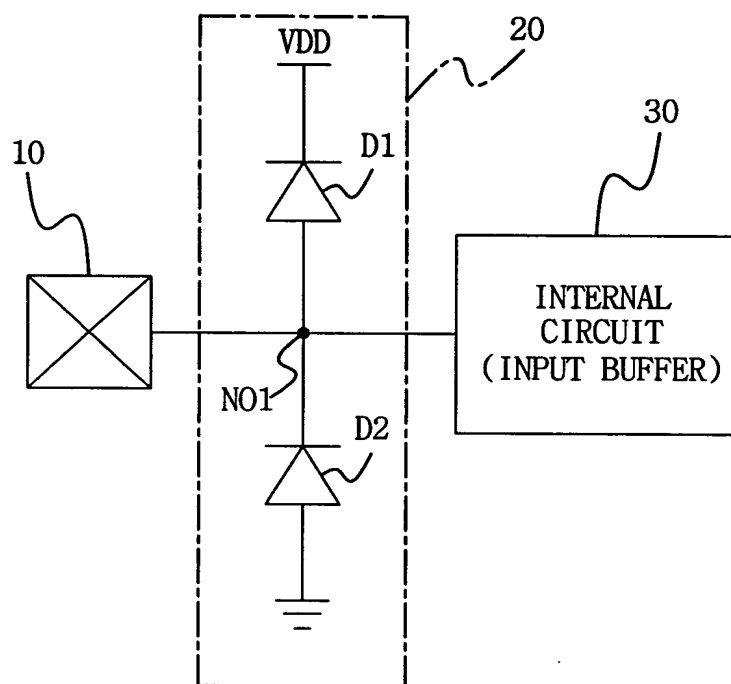 VDD
20
D1
10
30
INTERNAL
CIRCUIT
(INPUT BUFFER)
NO1
D2